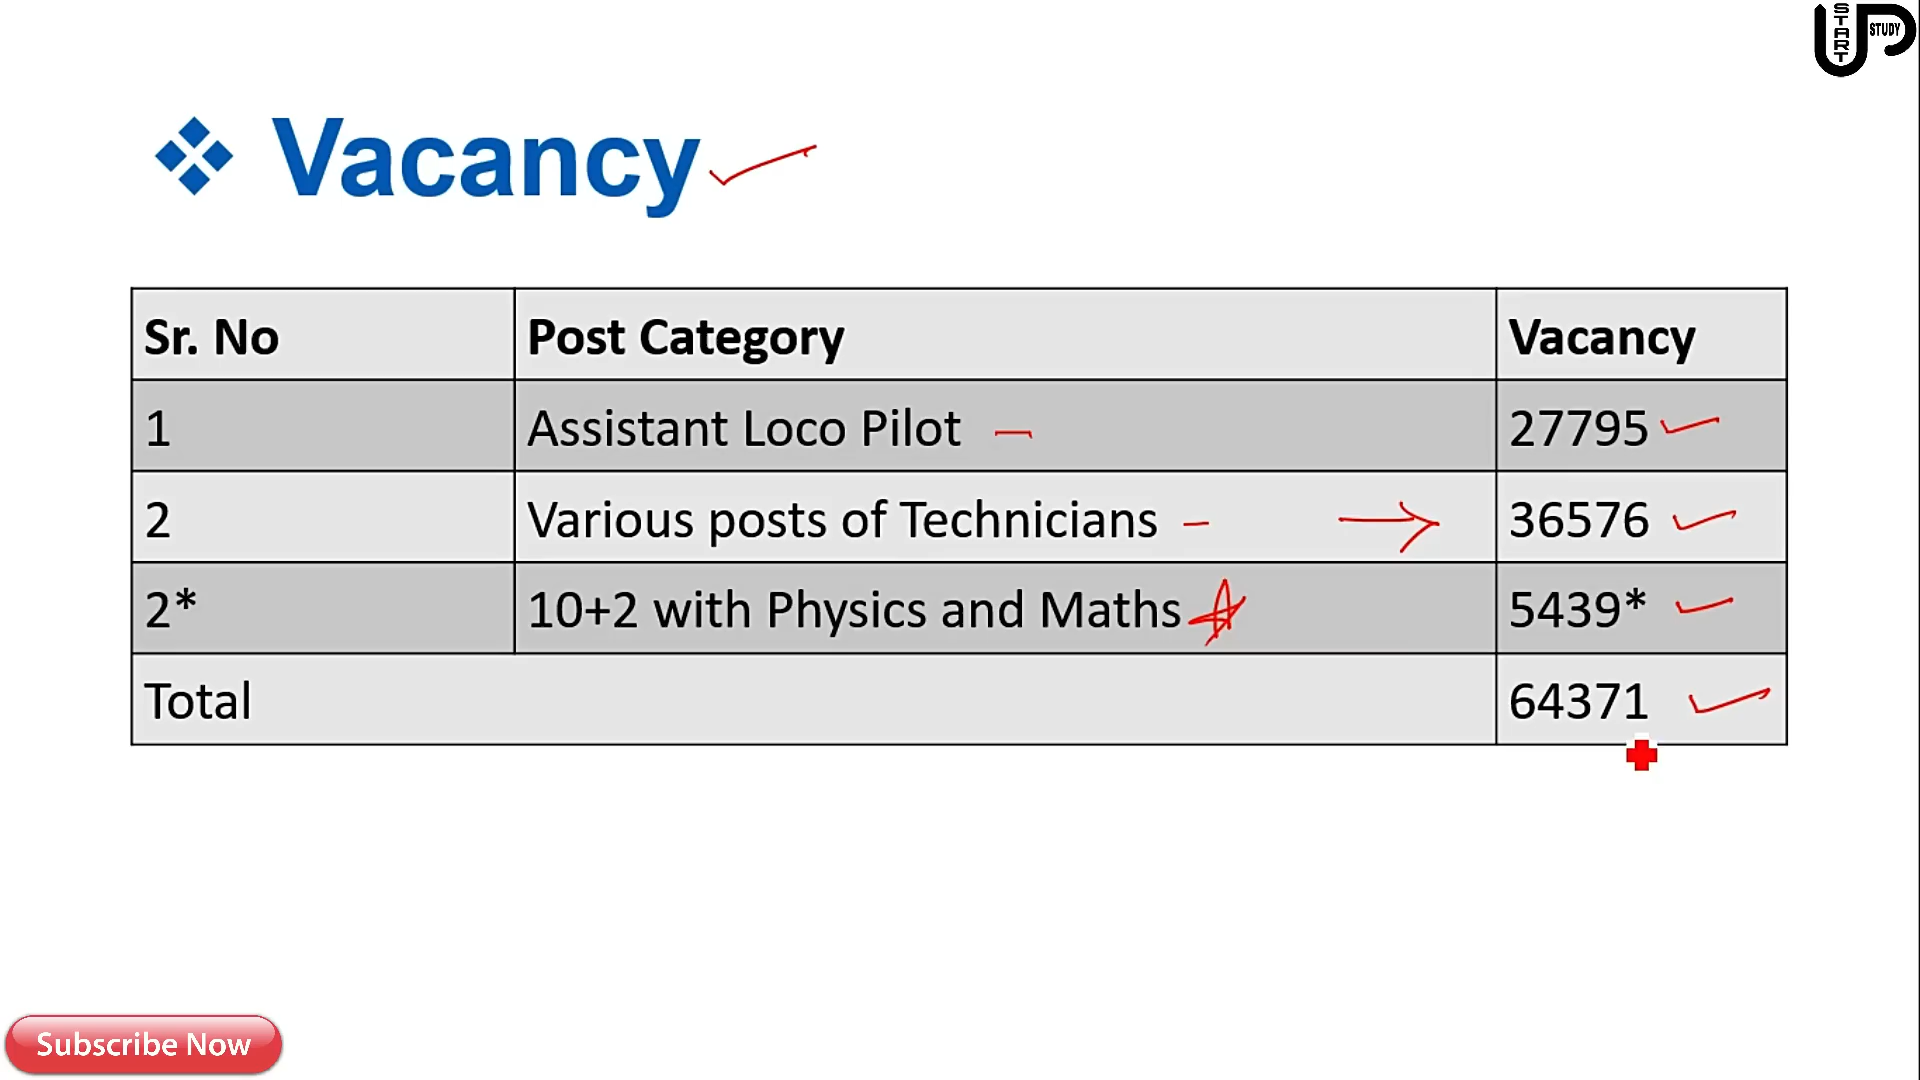 START
UP STUDY
Vacancy
Sr. No Post Category Vacancy
1 Assistant Loco Pilot 27795
2 Various posts of Technicians 36576
2* 10+2 with Physics and Maths 5439*
Total 64371
Subscribe Now